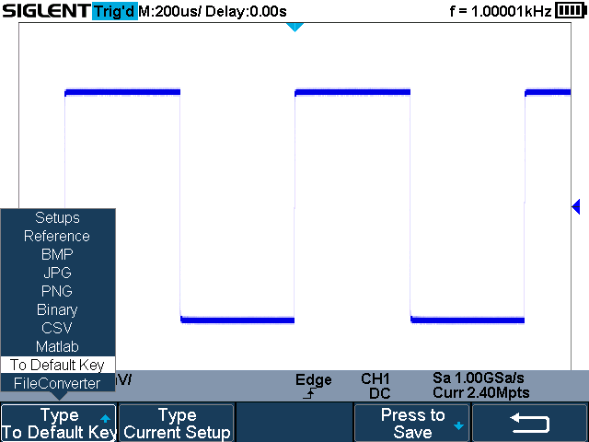 SIGLENT Trig'd M:200us/ Delay:0.00s f = 1.00001kHz
Setups
Reference
BMP
JPG
PNG
Binary
CSV
Matlab
To Default Key
FileConverter
V/ Edge CH1 Sa 1.00GSa/s
DC Curr 2.40Mpts
Type Type Press to
To Default Key Current Setup Save